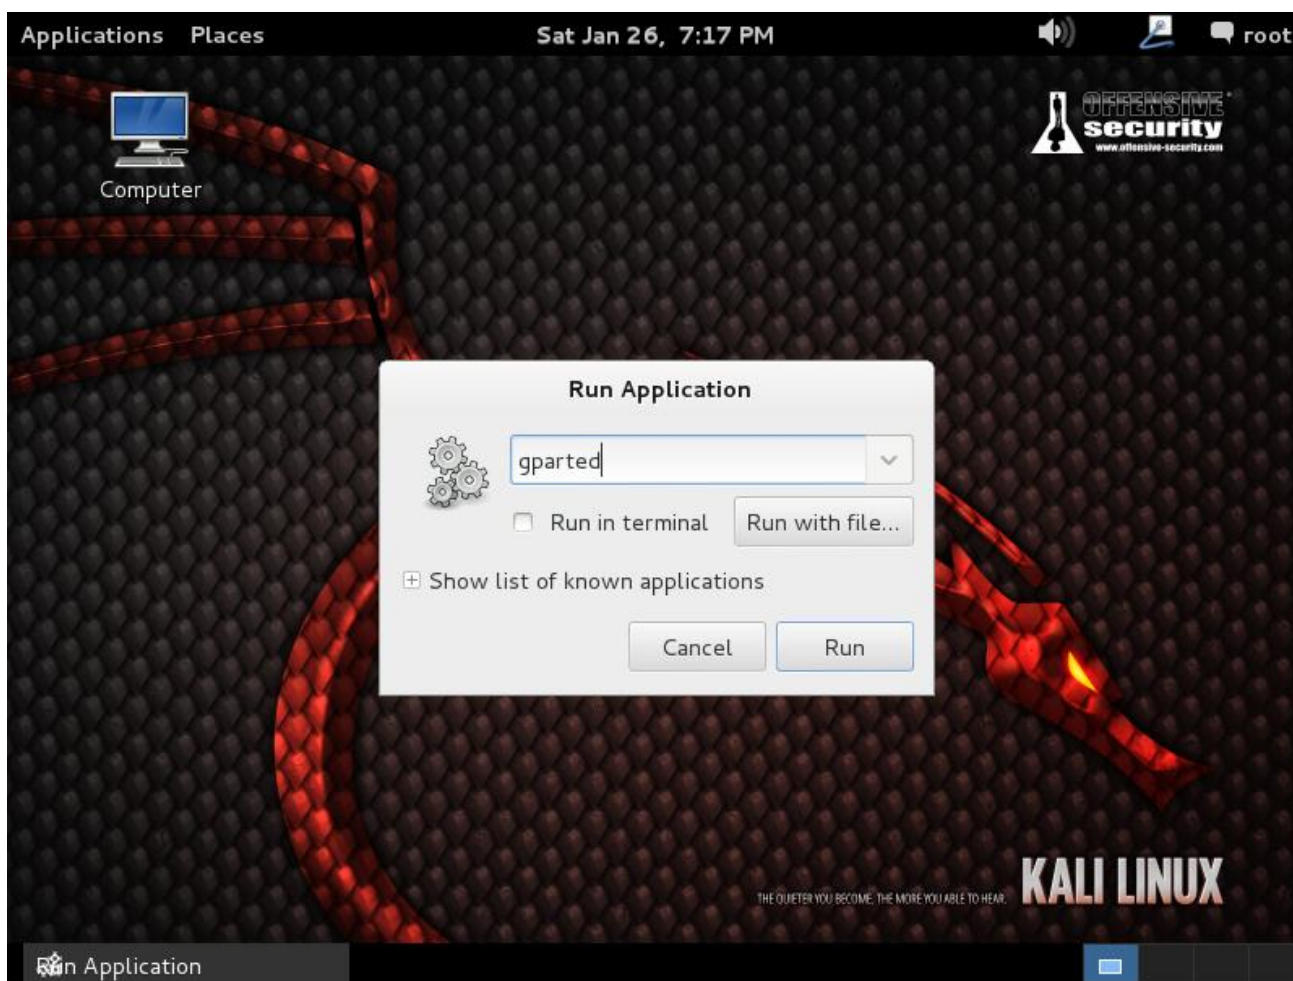 Applications Places Sat Jan 26, 7:17 PM root
OFFENSIVE
security
www.offensive-security.com
Computer
Run Application
gparted
Run in terminal Run with file...
Show list of known applications
Cancel Run
KALI LINUX
THE QUIETER YOU BECOME, THE MORE YOU ABLE TO HEAR.
Run Application